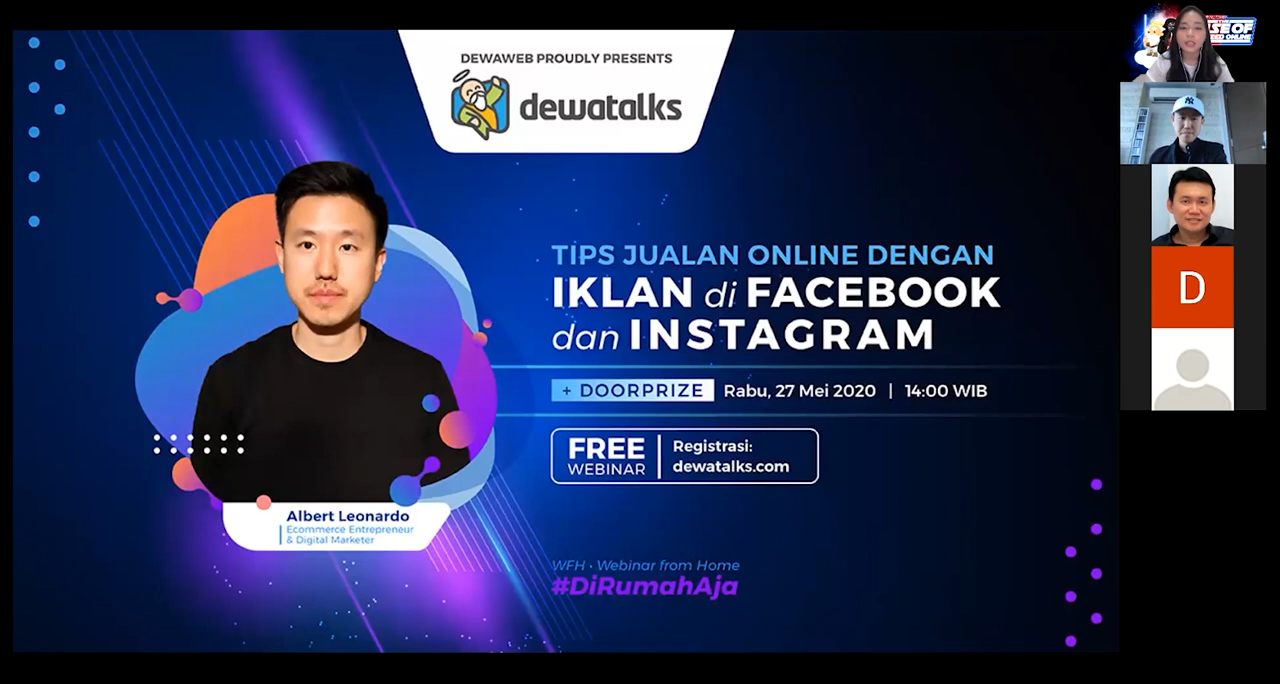 DEWAWEB PROUDLY PRESENTS
dewatalks
TIPS JUALAN ONLINE DENGAN
IKLAN di FACEBOOK
dan INSTAGRAM
+ DOORPRIZE Rabu, 27 Mei 2020 | 14:00 WIB
FREE
WEBINAR
Registrasi:
dewatalks.com
Albert Leonardo
Ecommerce Entrepreneur
& Digital Marketer
WFH • Webinar from Home
#DiRumahAja
D